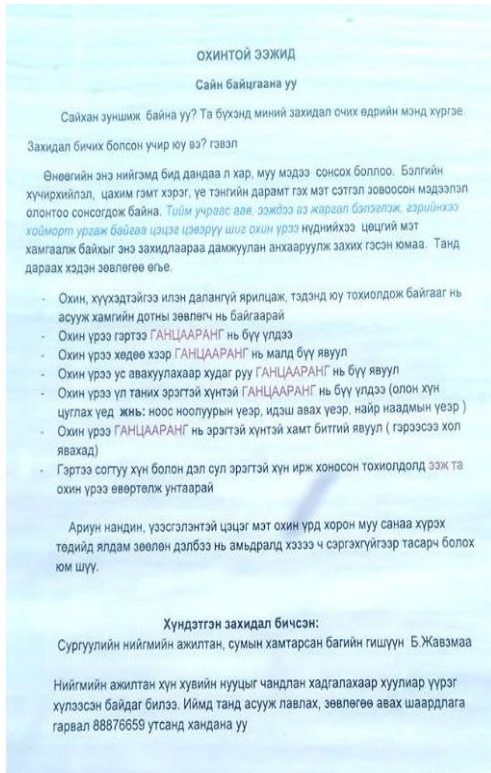 ОХИНТОЙ ЭЭЖИД
Сайн байцгаана уу
Сайхан зуншиж байна уу? Та бүхэнд миний захидал очих өдрийн мэнд хүргэе.
Захидал бичих болсон учир юу вэ? гэвэл
Өнөөгийн энэ нийгэмд бид дандаа л хар, муу мэдээ сонсох боллоо. Бэлгийн
хүчирхийлэл, цахим гэмт хэрэг, үе тэнгийн дарамт гэх мэт сэтгэл зовоосон мэдээлэл
олонтоо сонсогдож байна. Тийм учраас аав, ээждээ аз жаргал бэлэглэж, гэрийнхээ
хойморт ургаж байгаа цэцэг цэвэрүү шиг охин үрээ нүднийхээ цөцгий мэт
хамгаалж байхыг энэ захидлаараа дамжуулан анхааруулж захих гэсэн юмаа. Танд
дараах хэдэн зөвлөгөө өгье.
- Охин, хүүхэдтэйгээ илэн далангүй ярилцаж, тэдэнд юу тохиолдож байгааг нь
асууж хамгийн дотны зөвлөгч нь байгаарай
- Охин үрээ гэртээ ГАНЦААРАНГ нь бүү үлдээ
- Охин үрээ хөдөө хээр ГАНЦААРАНГ нь малд бүү явуул
- Охин үрээ ус авахуулахаар худаг руу ГАНЦААРАНГ нь бүү явуул
- Охин үрээ үл таних эрэгтэй хүнтэй ГАНЦААРАНГ нь бүү үлдээ (олон хүн
цуглах үед жнь: ноос ноолуурын үеэр, идэш авах үеэр, найр наадмын үеэр )
- Охин үрээ ГАНЦААРАНГ нь эрэгтэй хүнтэй хамт битгий явуул ( гэрээсээ хол
явахад)
- Гэртээ согтуу хүн болон дэл сул эрэгтэй хүн ирж хоносон тохиолдолд ээж та
охин үрээ өвөртөлж унтаарай
Ариун нандин, үзэсгэлэнтэй цэцэг мэт охин үрд хорон муу санаа хүрэх
төдийд ялдам зөөлөн дэлбээ нь амьдралд хэзээ ч сэргэхгүйгээр тасарч болох
юм шүү.
Хүндэтгэн захидал бичсэн:
Сургуулийн нийгмийн ажилтан, сумын хамтарсан багийн гишүүн Б.Жавзмаа
Нийгмийн ажилтан хүн хувийн нууцыг чандлан хадгалахаар хуулиар үүрэг
хүлээсэн байдаг билээ. Иймд танд асууж лавлах, зөвлөгөө авах шаардлага
гарвал 88876659 утсанд хандана уу